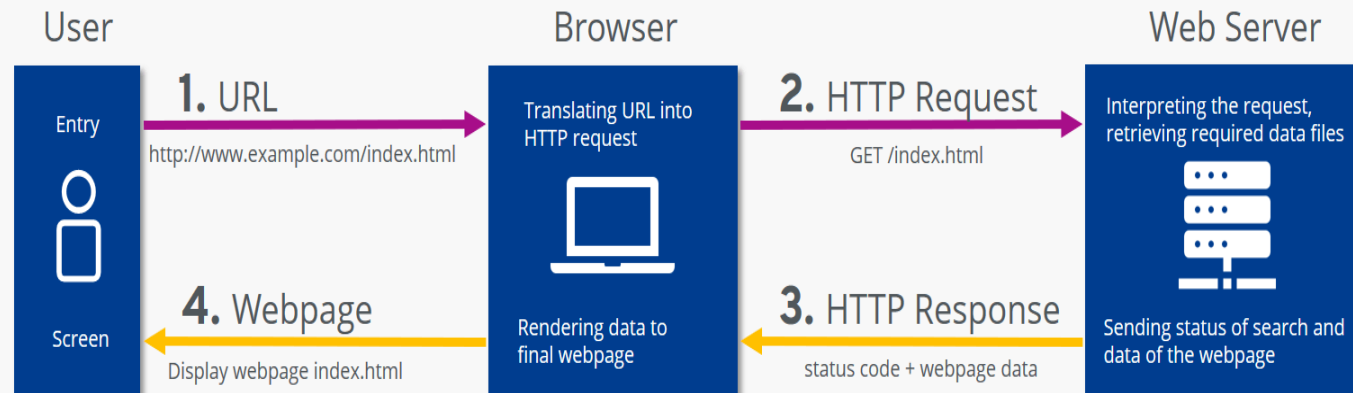 User
Browser
Web Server
Entry
1. URL
http://www.example.com/index.html
Translating URL into
HTTP request
2. HTTP Request
GET /index.html
Interpreting the request,
retrieving required data files
Screen
4. Webpage
Display webpage index.html
Rendering data to
final webpage
3. HTTP Response
status code + webpage data
Sending status of search and
data of the webpage